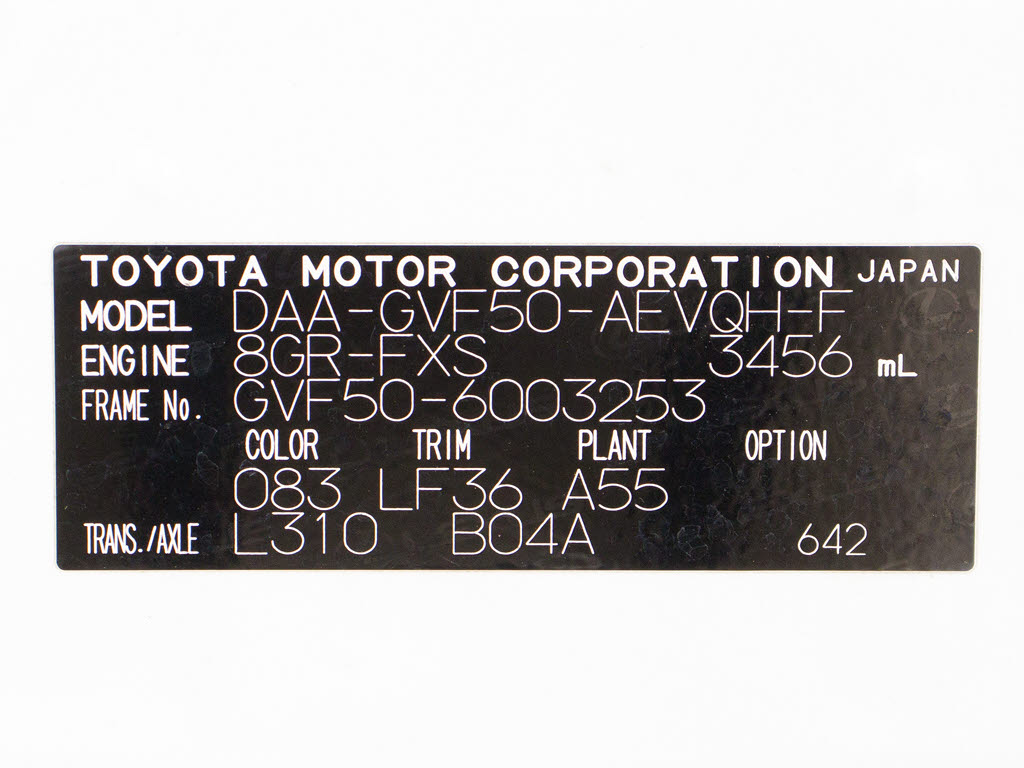 TOYOTA MOTOR CORPORATION JAPAN
MODEL DAA-GVF50-AEVQH-F
ENGINE 8GR-FXS 3456 mL
FRAME No. GVF50-6003253
COLOR TRIM PLANT OPTION
083 LF36 A55
TRANS./AXLE L310 B04A 642